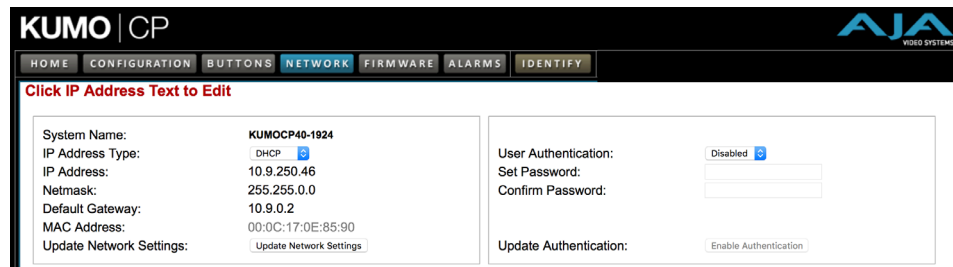 KUMO | CP
AJA
VIDEO SYSTEMS
HOME CONFIGURATION BUTTONS NETWORK FIRMWARE ALARMS IDENTIFY
Click IP Address Text to Edit
System Name: KUMOCP40-1924
IP Address Type: DHCP
IP Address: 10.9.250.46
Netmask: 255.255.0.0
Default Gateway: 10.9.0.2
MAC Address: 00:0C:17:0E:85:90
Update Network Settings: Update Network Settings
User Authentication: Disabled
Set Password:
Confirm Password:
Update Authentication: Enable Authentication